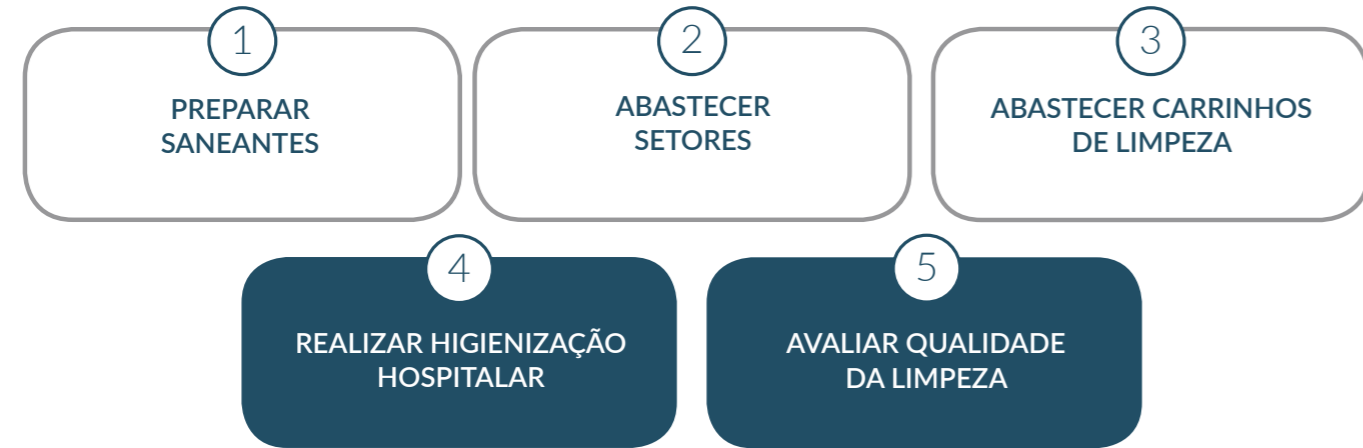 1
PREPARAR
SANEANTES
2
ABASTECER
SETORES
3
ABASTECER CARRINHOS
DE LIMPEZA
4
REALIZAR HIGIENIZAÇÃO
HOSPITALAR
5
AVALIAR QUALIDADE
DA LIMPEZA